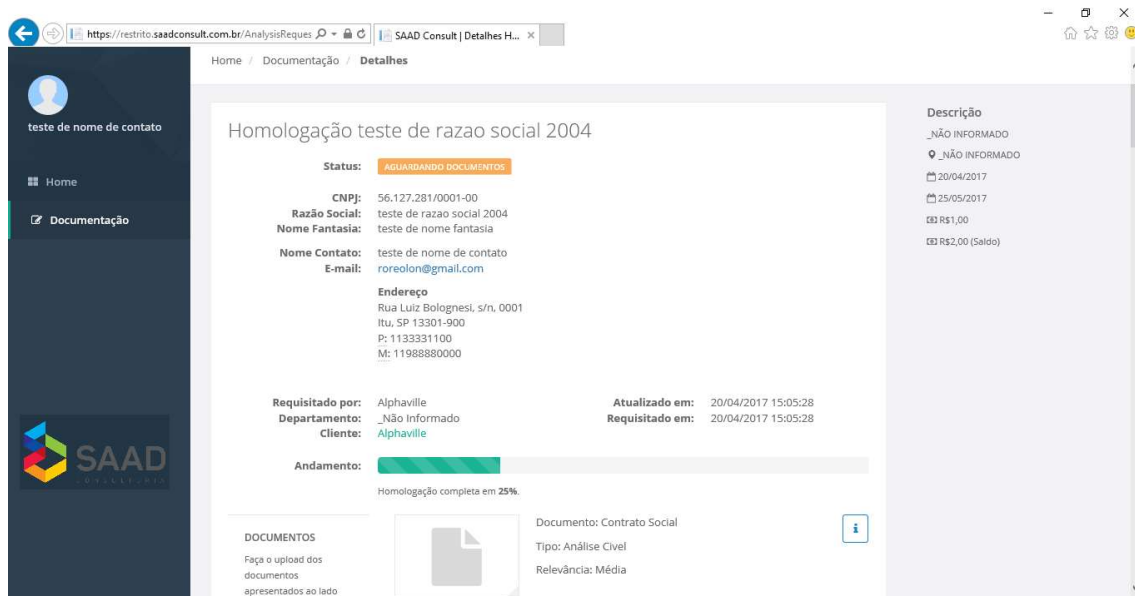 https://restrito.saadconsult.com.br/AnalysisReques
SAAD Consult | Detalhes H...
Home / Documentação / Detalhes
teste de nome de contato
Home
Documentação
SAAD
Homologação teste de razao social 2004
Status: AGUARDANDO DOCUMENTOS
CNPJ: 56.127.281/0001-00
Razão Social: teste de razao social 2004
Nome Fantasia: teste de nome fantasia
Nome Contato: teste de nome de contato
E-mail: roreolon@gmail.com
Endereço
Rua Luiz Bolognesi, s/n, 0001
Itu, SP 13301-900
P: 1133331100
M: 11988880000
Requisitado por: Alphaville Atualizado em: 20/04/2017 15:05:28
Departamento: _Não Informado Requisitado em: 20/04/2017 15:05:28
Cliente: Alphaville
Andamento:
Homologação completa em 25%.
DOCUMENTOS
Faça o upload dos
documentos
apresentados ao lado
Documento: Contrato Social
Tipo: Análise Civel
Relevância: Média
i
Descrição
_NÃO INFORMADO
_NÃO INFORMADO
20/04/2017
25/05/2017
R$1,00
R$2,00 (Saldo)